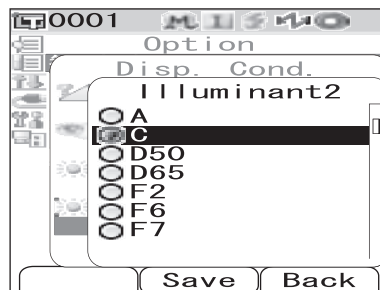 0001
Option
Disp. Cond.
Illuminant2
A
C
D50
D65
F2
F6
F7
Save Back